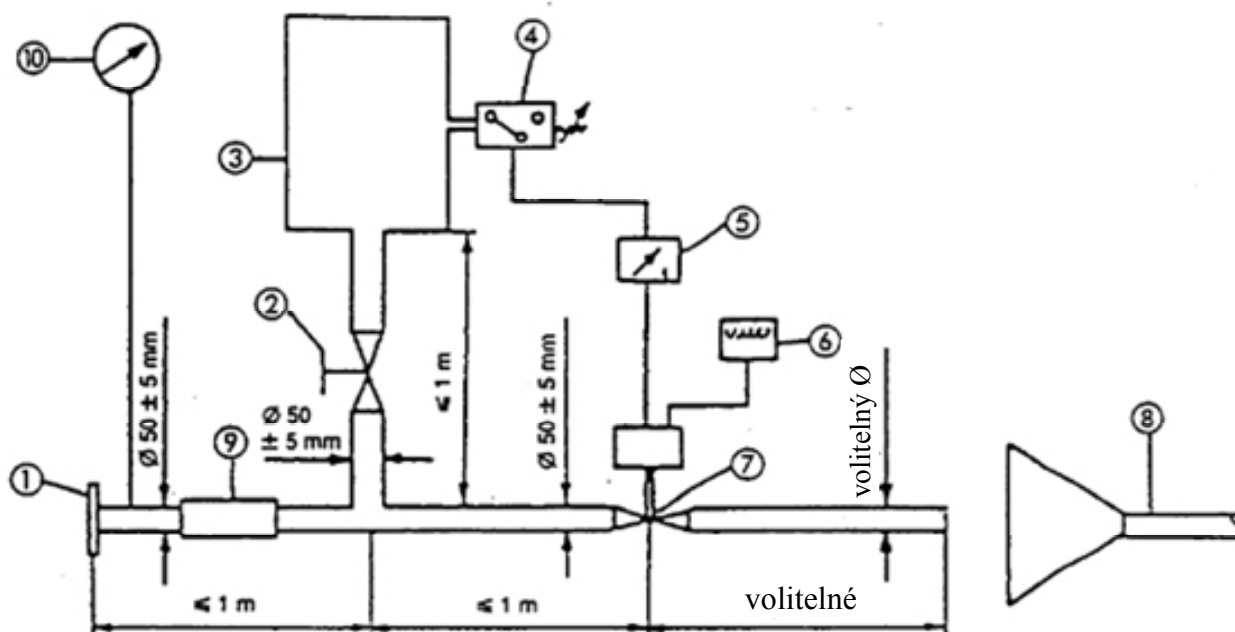 10
4
3
5
2
6
Ø 50 ± 5 mm
≤ 1 m
Ø 50 ± 5 mm
volitelný Ø
Ø 50
± 5 mm
9
8
1
7
≤ 1 m
≤ 1 m
volitelné